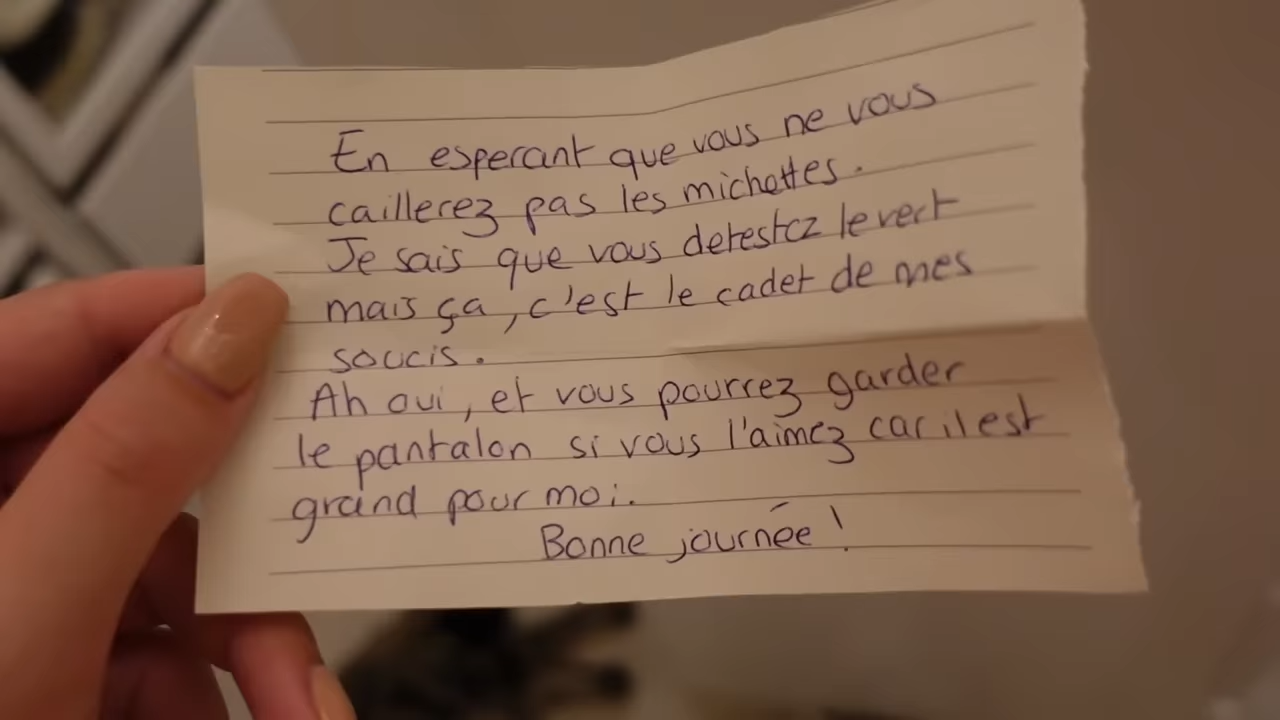 En esperant que vous ne vous
caillerez pas les michottes.
Je sais que vous detestez le vert
mais ça, c'est le cadet de mes
soucis.
Ah oui, et vous pourrez garder
le pantalon si vous l'aimez car il est
grand pour moi.
Bonne journée !